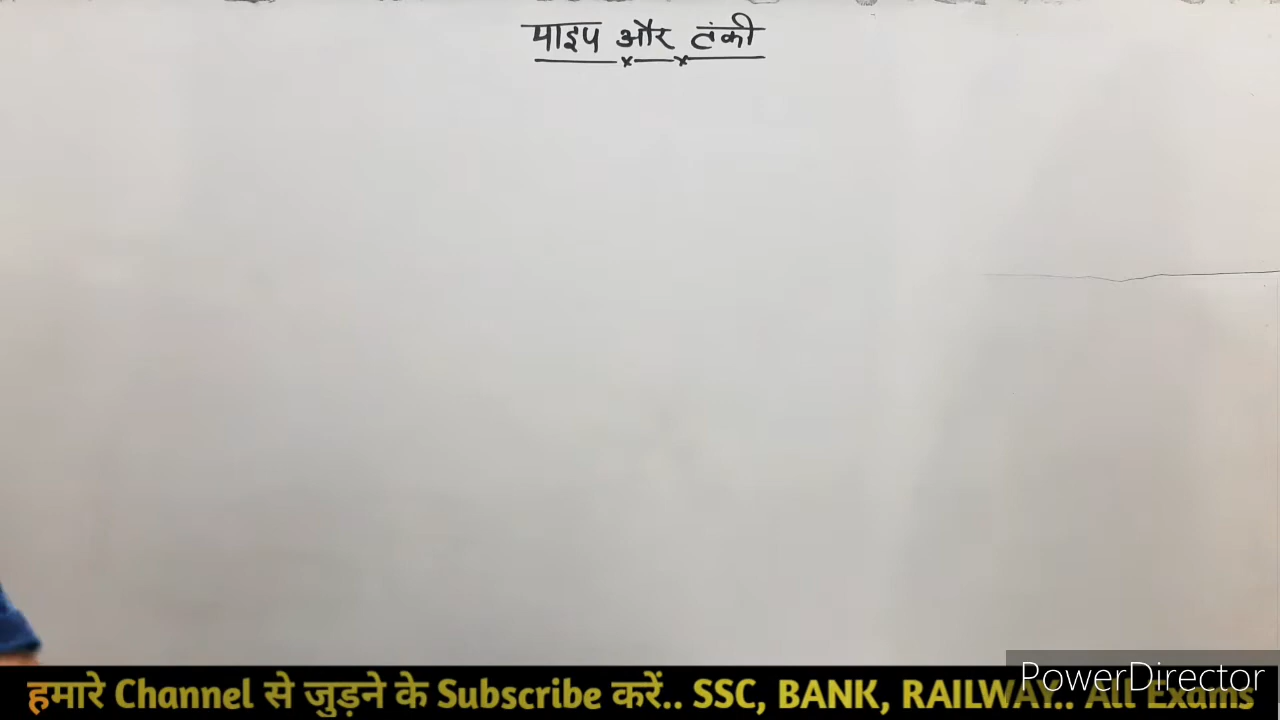 पाइप और टंकी
हमारे Channel से जुड़ने के Subscribe करें.. SSC, BANK, RAILWAY.. All Exams
PowerDirector